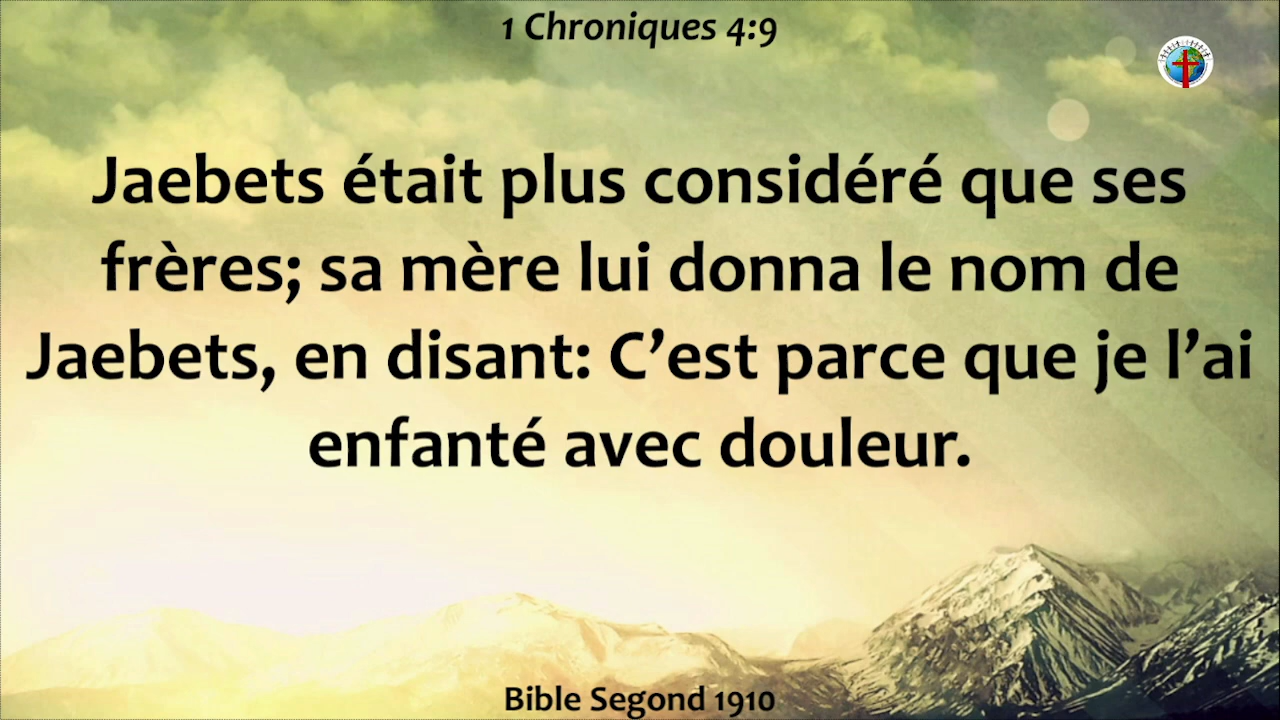 1 Chroniques 4:9
Jaebets était plus considéré que ses
frères; sa mère lui donna le nom de
Jaebets, en disant: C’est parce que je l’ai
enfanté avec douleur.
Bible Segond 1910